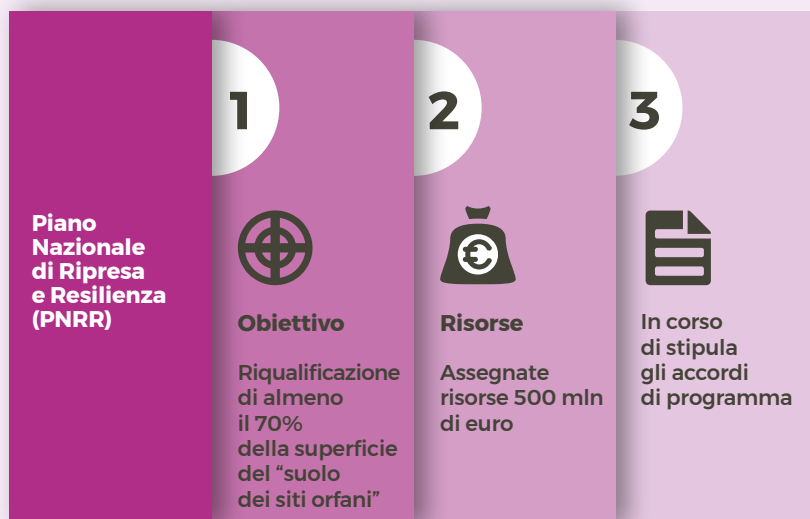 Piano
Nazionale
di Ripresa
e Resilienza
(PNRR)
1
Obiettivo
Riqualificazione
di almeno
il 70%
della superficie
del “suolo
dei siti orfani”
2
€
Risorse
Assegnate
risorse 500 mln
di euro
3
In corso
di stipula
gli accordi
di programma